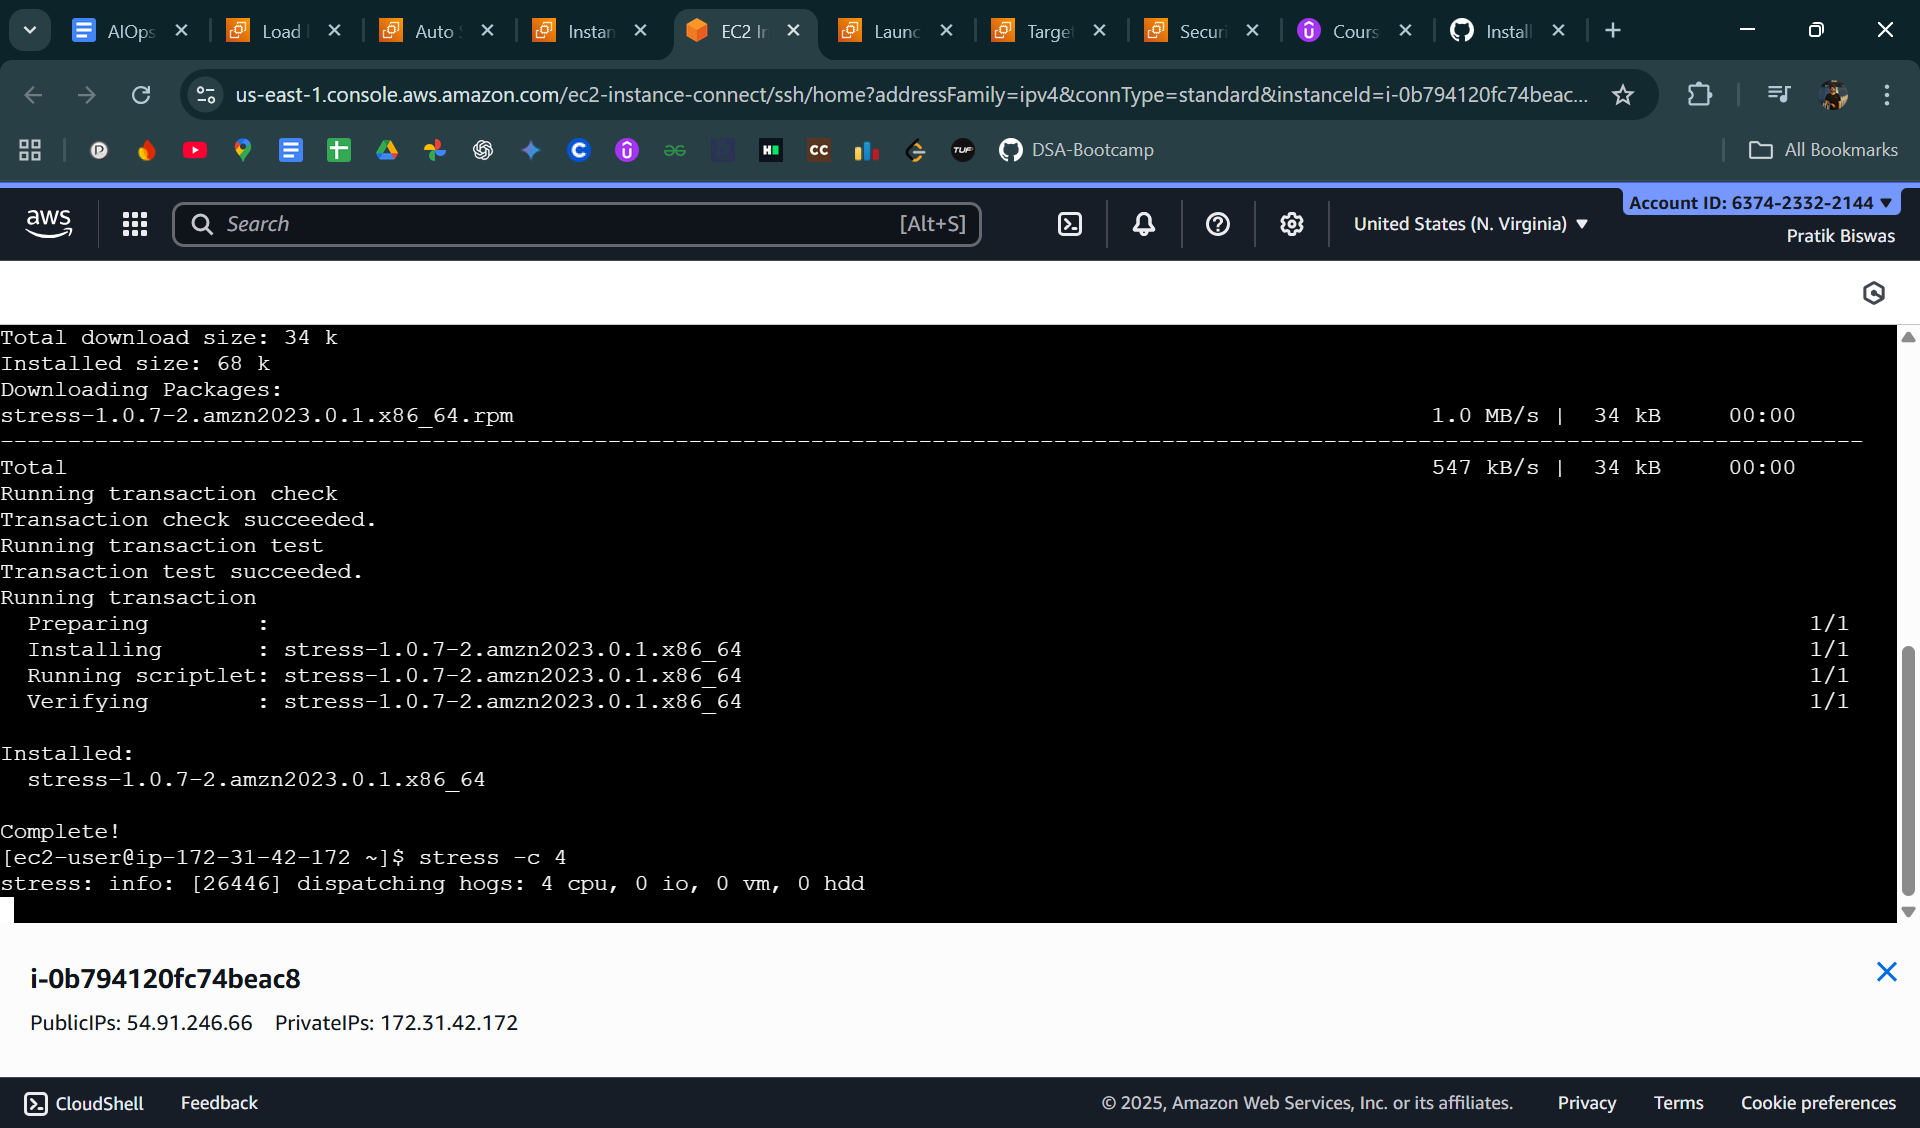 AIOps
Load
Auto S
Instan
EC2 In
Launc
Target
Securi
Cours
Install
us-east-1.console.aws.amazon.com/ec2-instance-connect/ssh/home?addressFamily=ipv4&connType=standard&instanceId=i-0b794120fc74beac...
CC
TUF
DSA-Bootcamp
All Bookmarks
aws
Search
[Alt+S]
United States (N. Virginia)
Account ID: 6374-2332-2144
Pratik Biswas
Total download size: 34 k
Installed size: 68 k
Downloading Packages:
stress-1.0.7-2.amzn2023.0.1.x86_64.rpm 1.0 MB/s | 34 kB 00:00
--------------------------------------------------------------------------------
Total 547 kB/s | 34 kB 00:00
Running transaction check
Transaction check succeeded.
Running transaction test
Transaction test succeeded.
Running transaction
Preparing : 1/1
Installing : stress-1.0.7-2.amzn2023.0.1.x86_64 1/1
Running scriptlet: stress-1.0.7-2.amzn2023.0.1.x86_64 1/1
Verifying : stress-1.0.7-2.amzn2023.0.1.x86_64 1/1
Installed:
stress-1.0.7-2.amzn2023.0.1.x86_64
Complete!
[ec2-user@ip-172-31-42-172 ~]$ stress -c 4
stress: info: [26446] dispatching hogs: 4 cpu, 0 io, 0 vm, 0 hdd
i-0b794120fc74beac8
PublicIPs: 54.91.246.66 PrivateIPs: 172.31.42.172
CloudShell
Feedback
© 2025, Amazon Web Services, Inc. or its affiliates.
Privacy
Terms
Cookie preferences